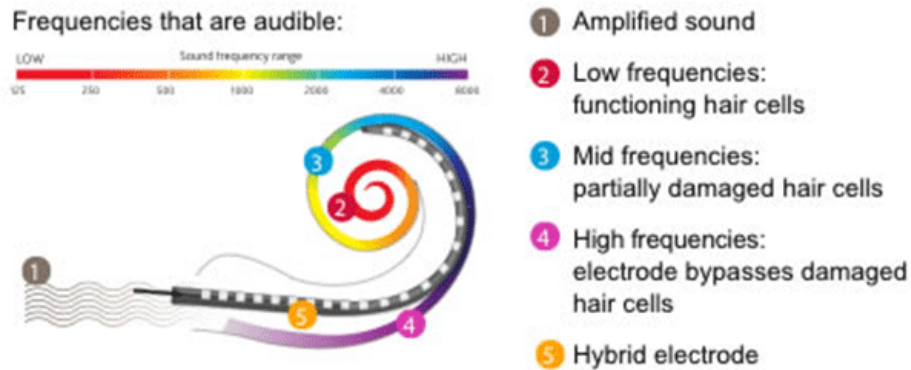 Frequencies that are audible:
LOW Sound frequency range HIGH
125 250 500 1000 2000 4000 8000
1 Amplified sound
2 Low frequencies:
functioning hair cells
3 Mid frequencies:
partially damaged hair cells
4 High frequencies:
electrode bypasses damaged
hair cells
5 Hybrid electrode
3
2
1
5
4